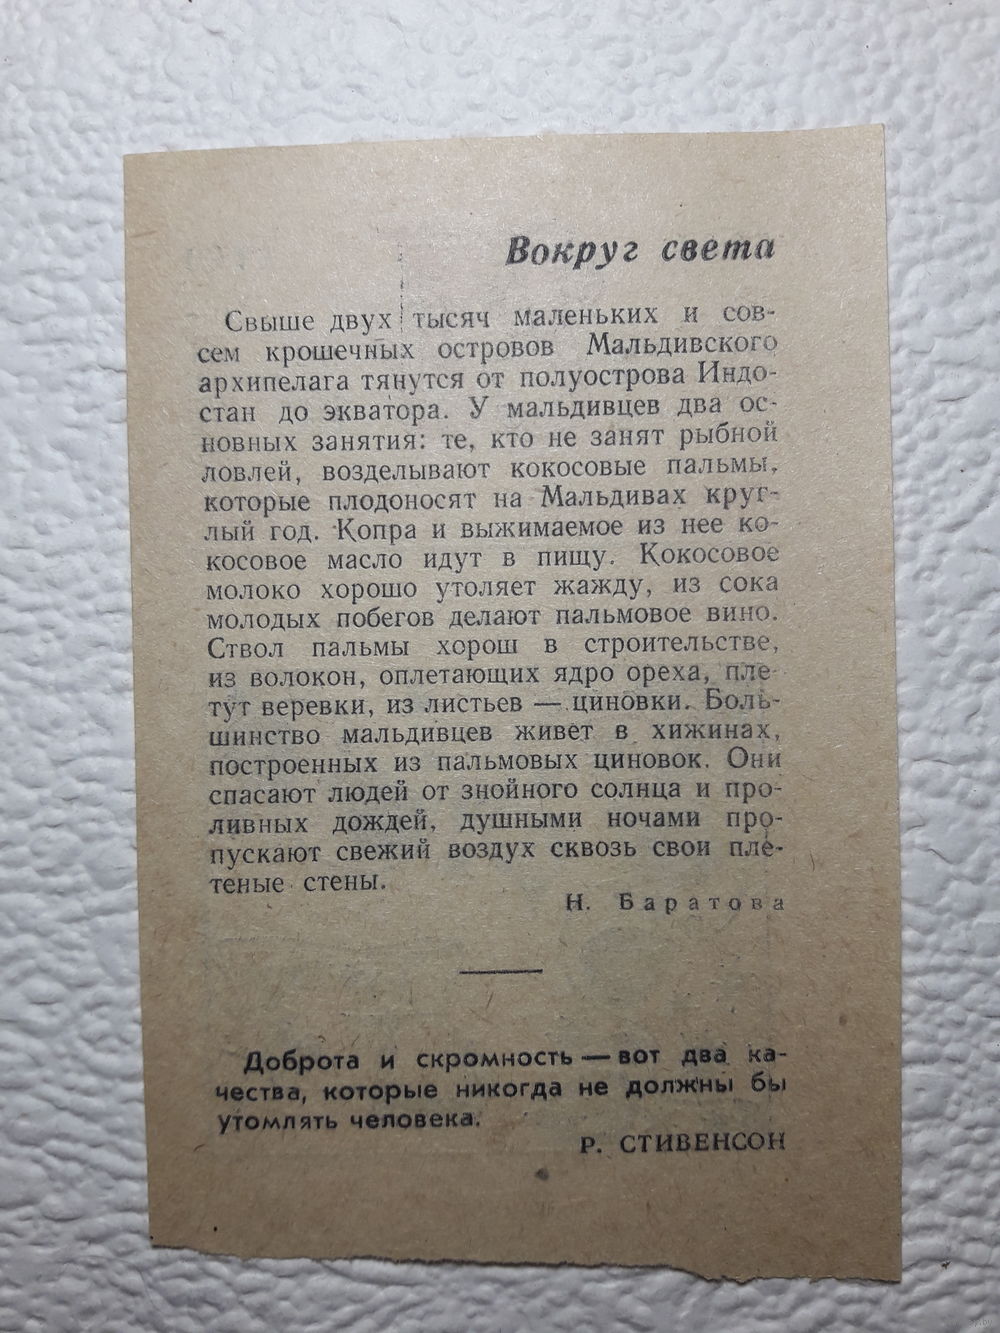 Вокруг света
Свыше двух тысяч маленьких и сов-
сем крошечных островов Мальдивского
архипелага тянутся от полуострова Индо-
стан до экватора. У мальдивцев два ос-
новных занятия: те, кто не занят рыбной
ловлей, возделывают кокосовые пальмы,
которые плодоносят на Мальдивах круг-
лый год. Копра и выжимаемое из нее ко-
косовое масло идут в пищу. Кокосовое
молоко хорошо утоляет жажду, из сока
молодых побегов делают пальмовое вино.
Ствол пальмы хорош в строительстве,
из волокон, оплетающих ядро ореха, пле-
тут веревки, из листьев — циновки. Боль-
шинство мальдивцев живет в хижинах,
построенных из пальмовых циновок. Они
спасают людей от знойного солнца и про-
ливных дождей, душными ночами про-
пускают свежий воздух сквозь свои пле-
теные стены.
Н. Баратова
Доброта и скромность — вот два ка-
чества, которые никогда не должны бы
утомлять человека.
Р. СТИВЕНСОН